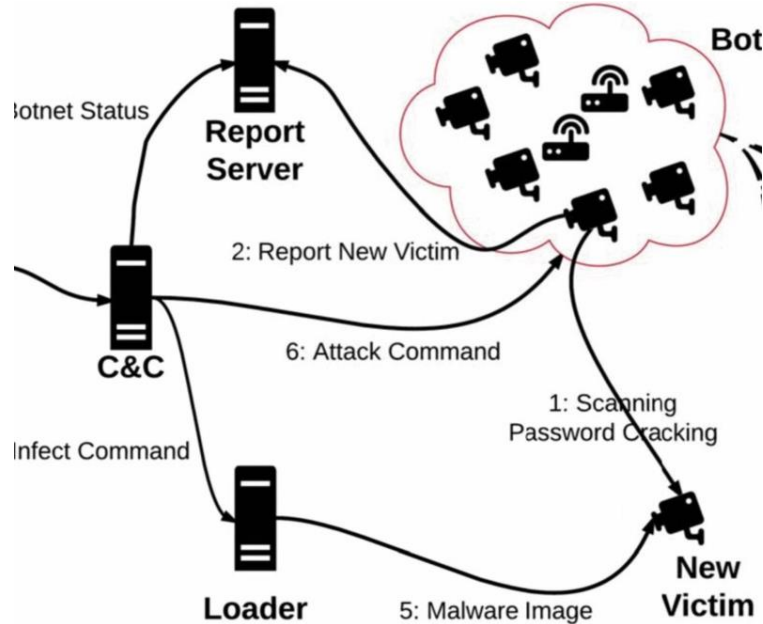 Bot
Botnet Status
Report
Server
2: Report New Victim
C&C
6: Attack Command
1: Scanning
Password Cracking
Infect Command
Loader
5: Malware Image
New
Victim